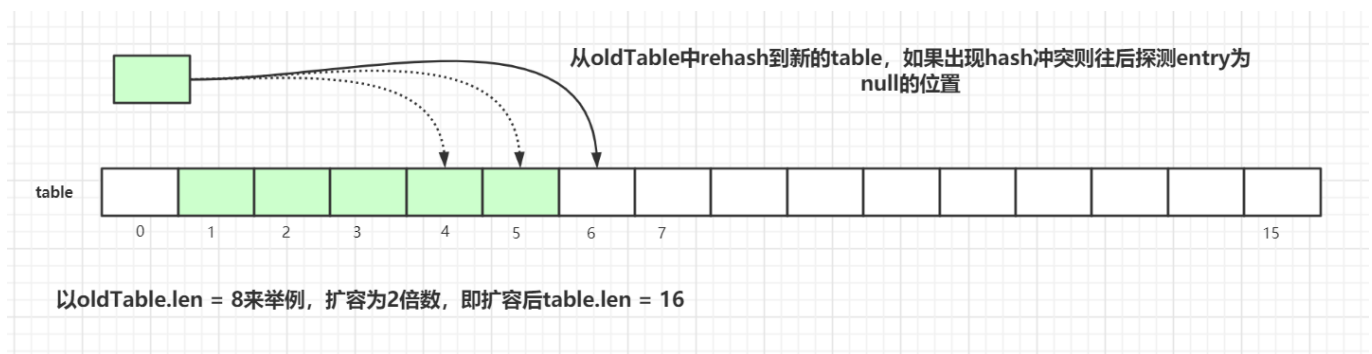 从oldTable中rehash到新的table，如果出现hash冲突则往后探测entry为
null的位置
table
0 1 2 3 4 5 6 7 15
以oldTable.len = 8来举例，扩容为2倍数，即扩容后table.len = 16